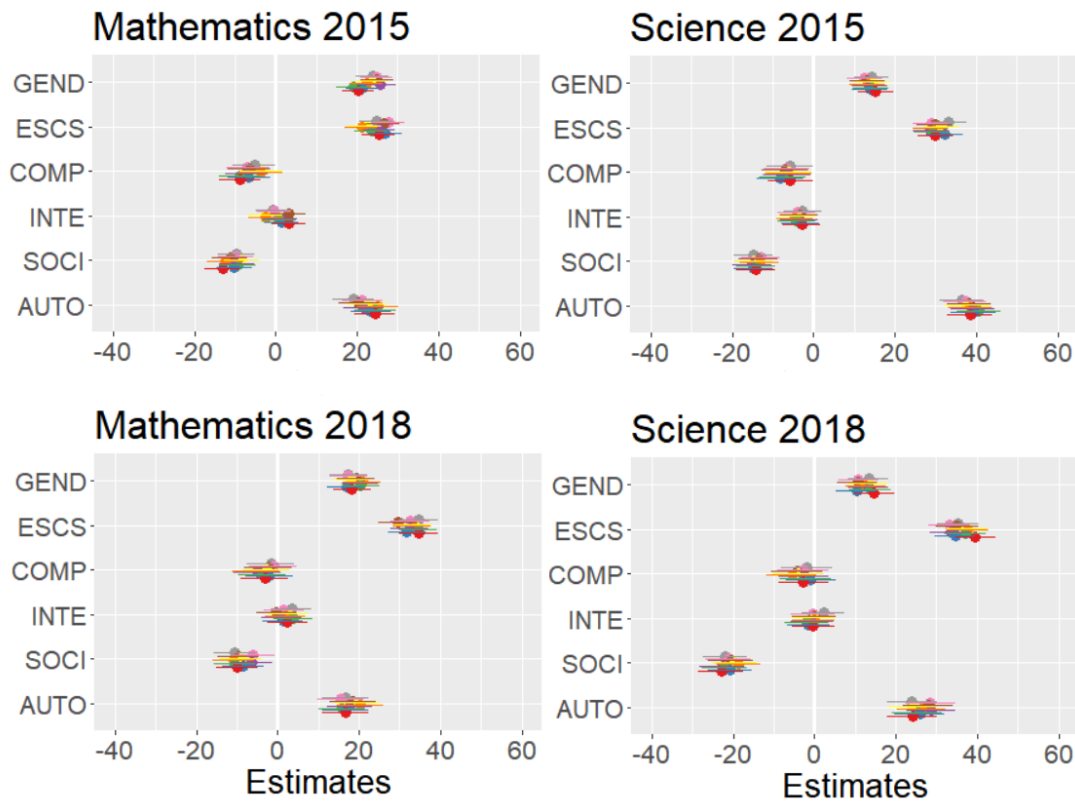 Mathematics 2015
GEND
ESCS
COMP
INTE
SOCI
AUTO
-40 -20 0 20 40 60
Science 2015
GEND
ESCS
COMP
INTE
SOCI
AUTO
-40 -20 0 20 40 60
Mathematics 2018
GEND
ESCS
COMP
INTE
SOCI
AUTO
-40 -20 0 20 40 60
Estimates
Science 2018
GEND
ESCS
COMP
INTE
SOCI
AUTO
-40 -20 0 20 40 60
Estimates